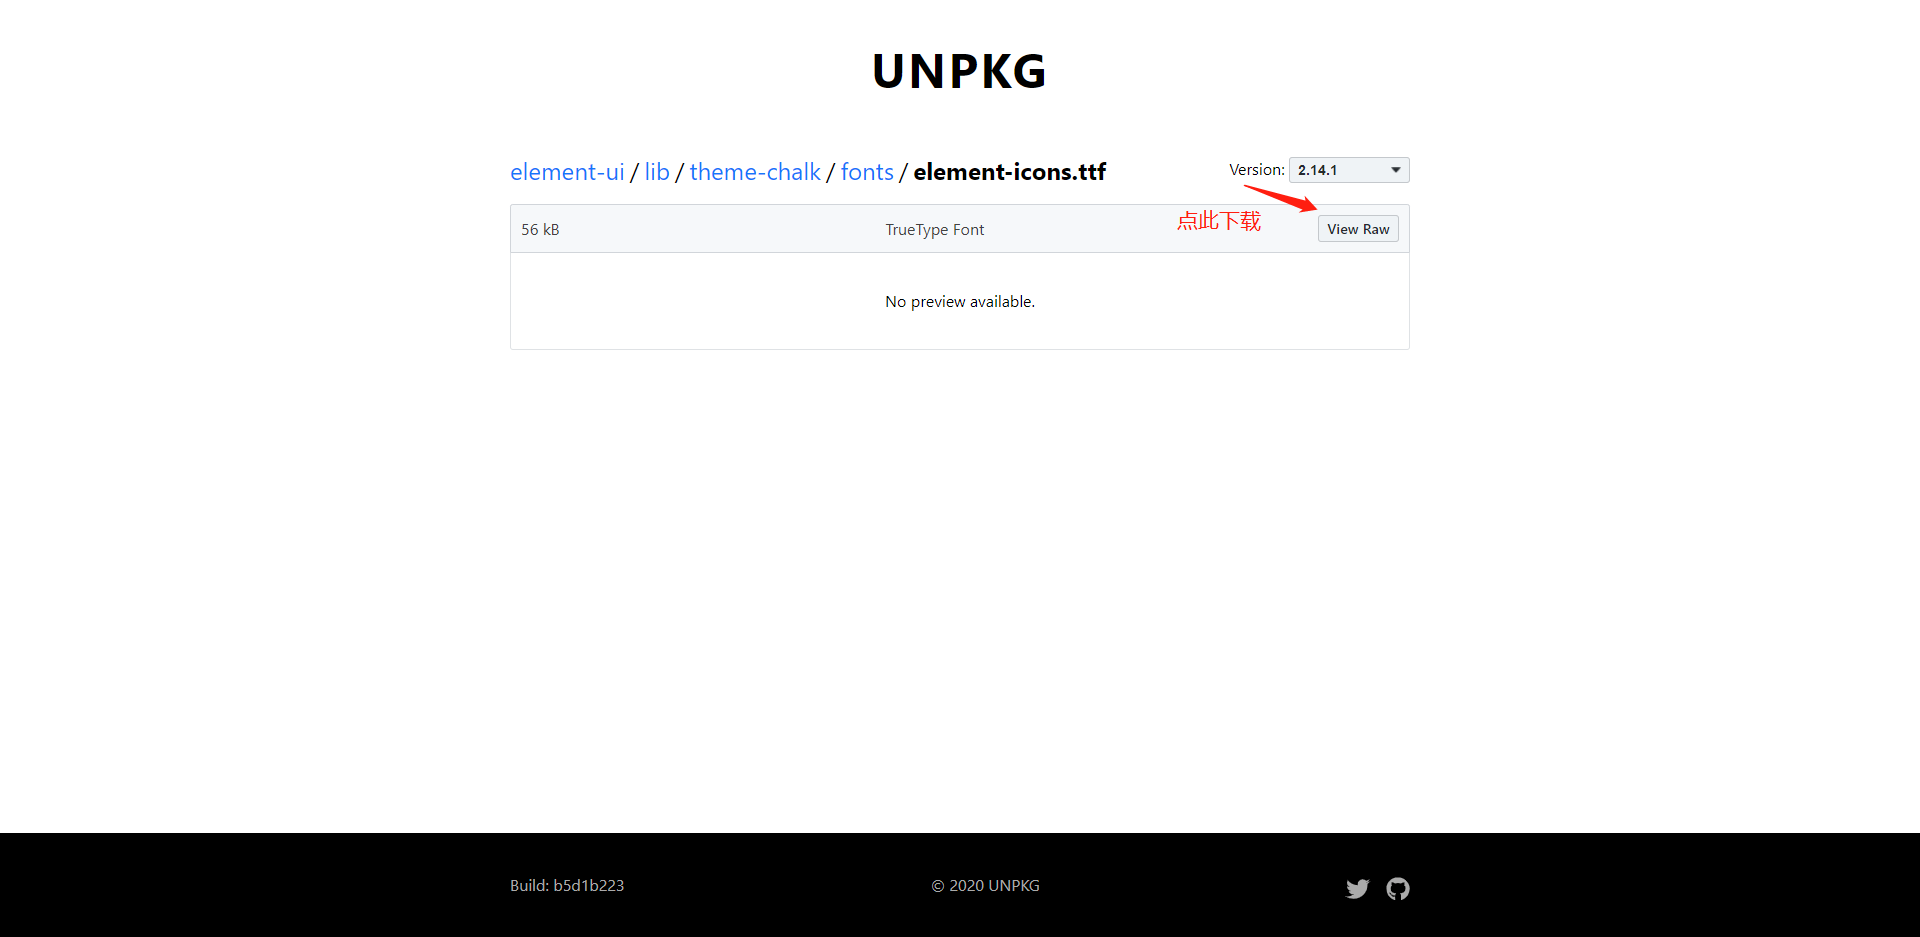 UNPKG
element-ui / lib / theme-chalk / fonts / element-icons.ttf
Version: 2.14.1
点此下载
56 kB
TrueType Font
View Raw
No preview available.
Build: b5d1b223
© 2020 UNPKG